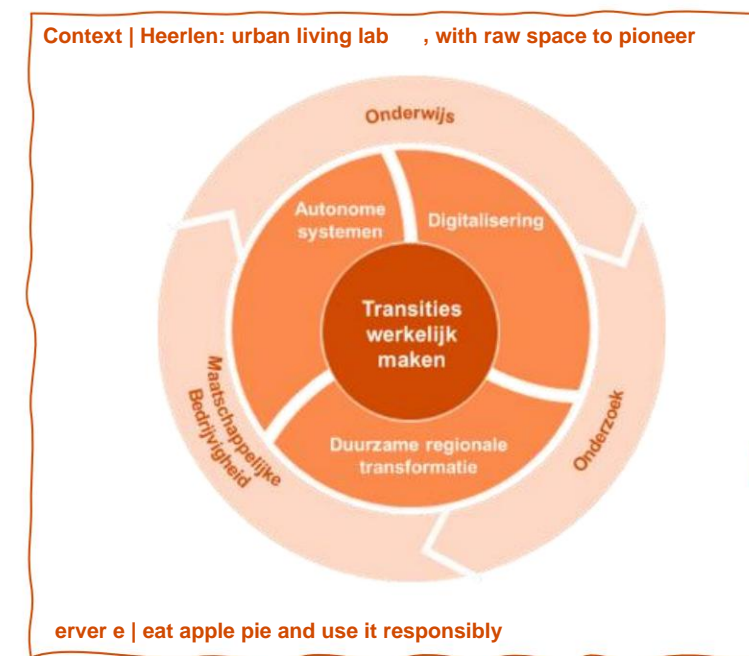 Context | Heerlen: urban living lab , with raw space to pioneer
Onderwijs
Autonome
systemen
Digitalisering
Transities
werkelijk
maken
Maatschappelijke
Bedrijvigheid
Onderzoek
Duurzame regionale
transformatie
erver e | eat apple pie and use it responsibly